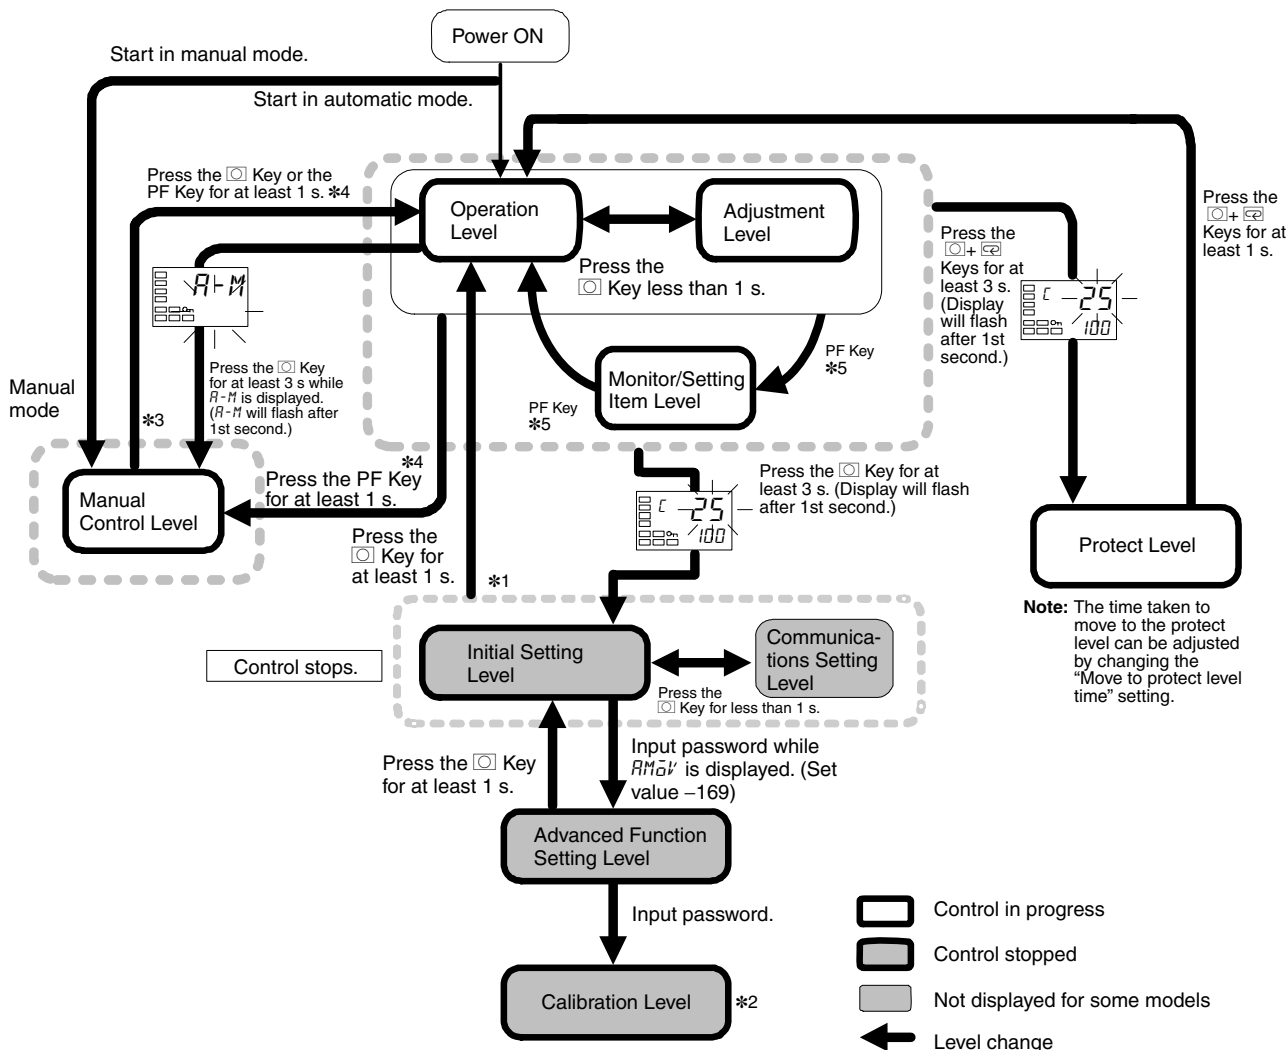 Power ON
Start in manual mode.
Start in automatic mode.
Press the Key or the
PF Key for at least 1 s. *4
Operation
Level
Adjustment
Level
Press the
Key less than 1 s.
Press the
+
Keys for at
least 3 s.
(Display
will flash
after 1st
second.)
Press the
+
Keys for at
least 1 s.
A-M
C 25
100
Press the Key
for at least 3 s while
A-M is displayed.
(A-M will flash after
1st second.)
Manual
mode
*3
Monitor/Setting
Item Level
PF Key
*5
PF Key
*5
Manual
Control Level
*4
Press the PF Key
for at least 1 s.
Press the Key for at
least 3 s. (Display will flash
after 1st second.)
C 25
100
Press the
Key for
at least 1 s.
*1
Protect Level
Note: The time taken to
move to the protect
level can be adjusted
by changing the
“Move to protect level
time” setting.
Control stops.
Initial Setting
Level
Communica-
tions Setting
Level
Press the
Key for less than 1 s.
Press the Key
for at least 1 s.
Input password while
AMOV is displayed. (Set
value −169)
Advanced Function
Setting Level
Input password.
Calibration Level
*2
Control in progress
Control stopped
Not displayed for some models
Level change